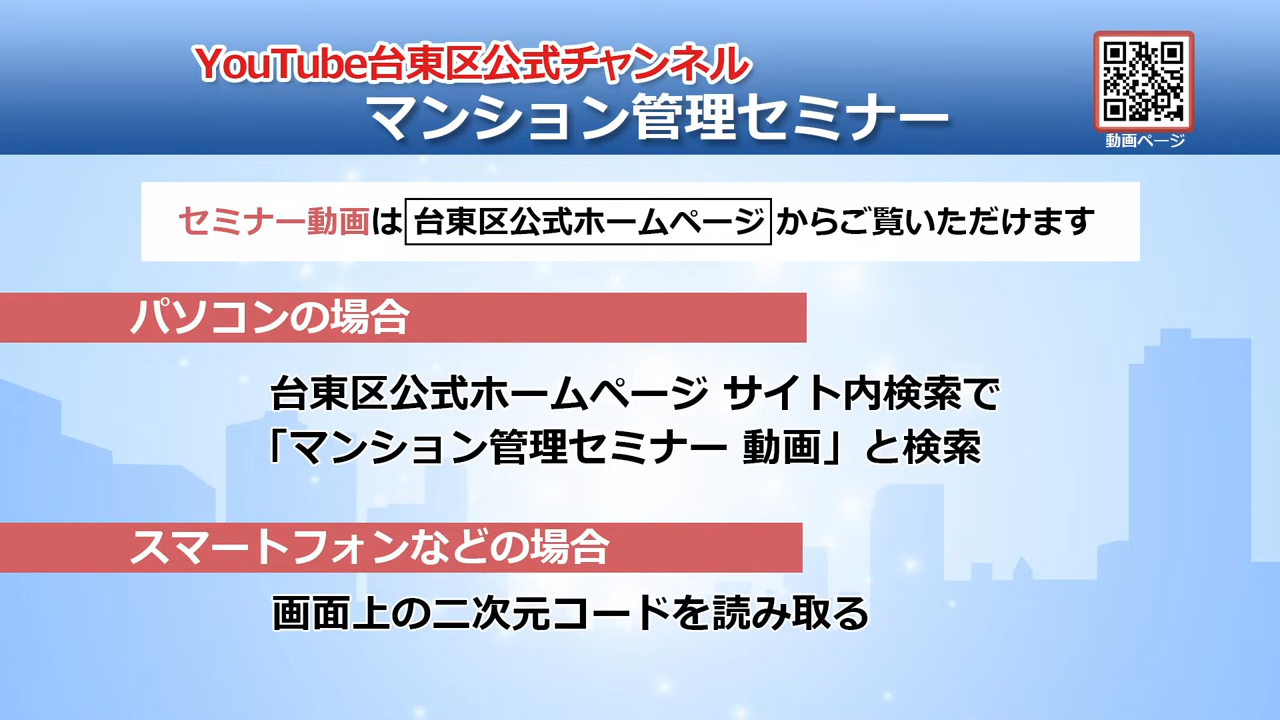 YouTube台東区公式チャンネル
マンション管理セミナー
動画ページ
セミナー動画は 台東区公式ホームページ からご覧いただけます
パソコンの場合
台東区公式ホームページ サイト内検索で
「マンション管理セミナー 動画」と検索
スマートフォンなどの場合
画面上の二次元コードを読み取る